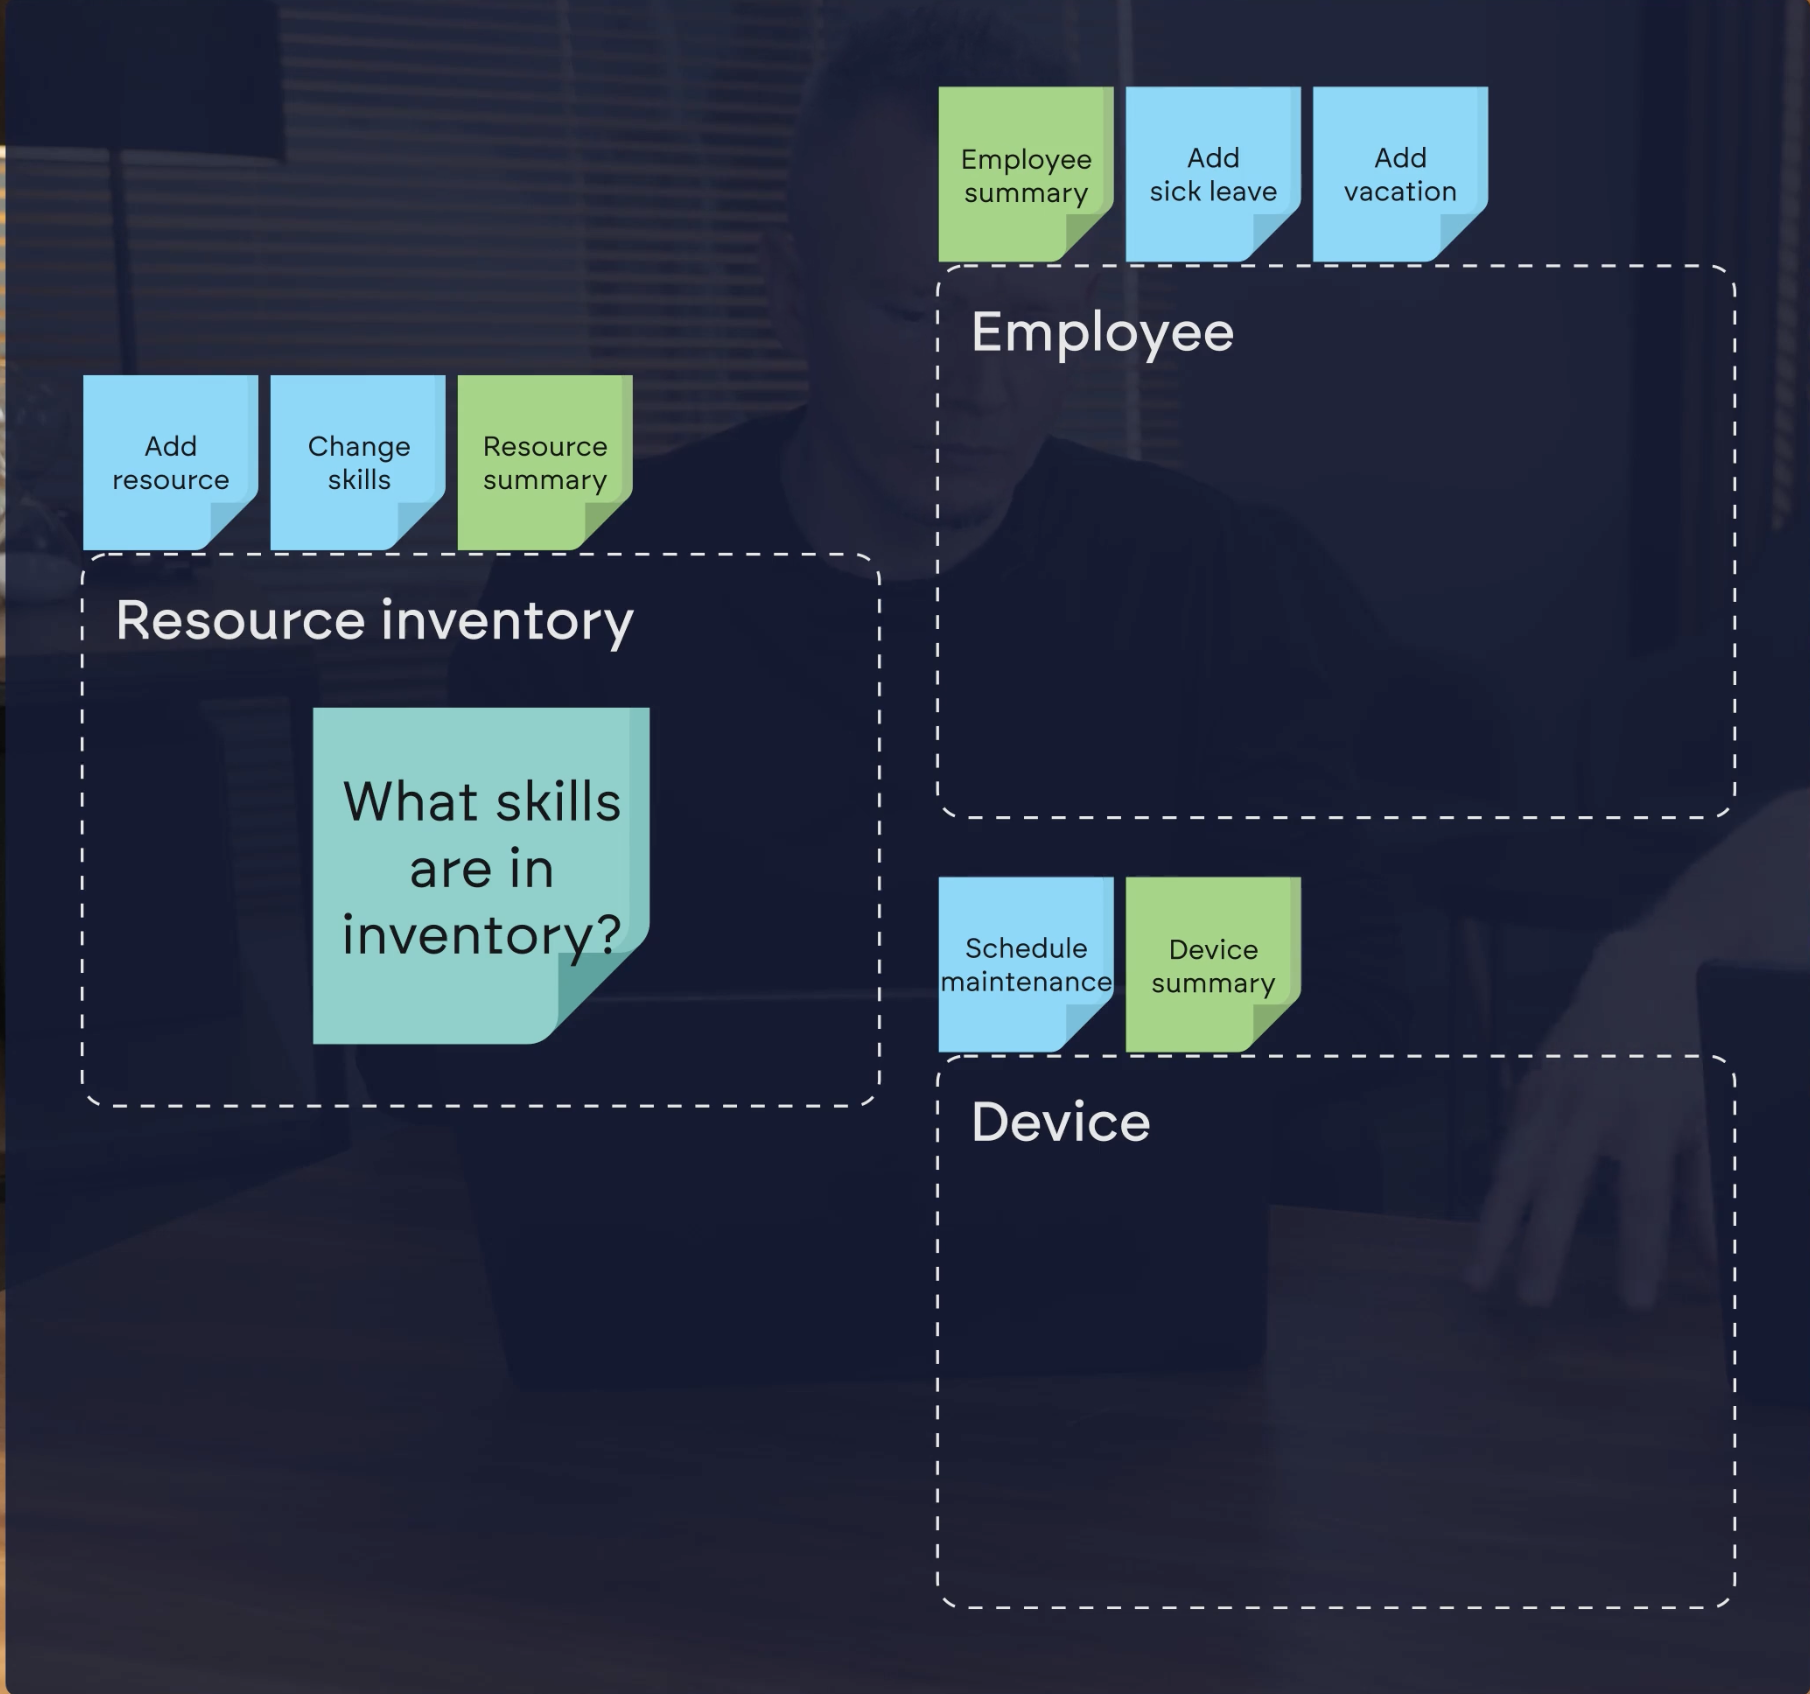 Employee
summary
Add
sick leave
Add
vacation
Employee
Add
resource
Change
skills
Resource
summary
Resource inventory
What skills
are in
inventory?
Schedule
maintenance
Device
summary
Device